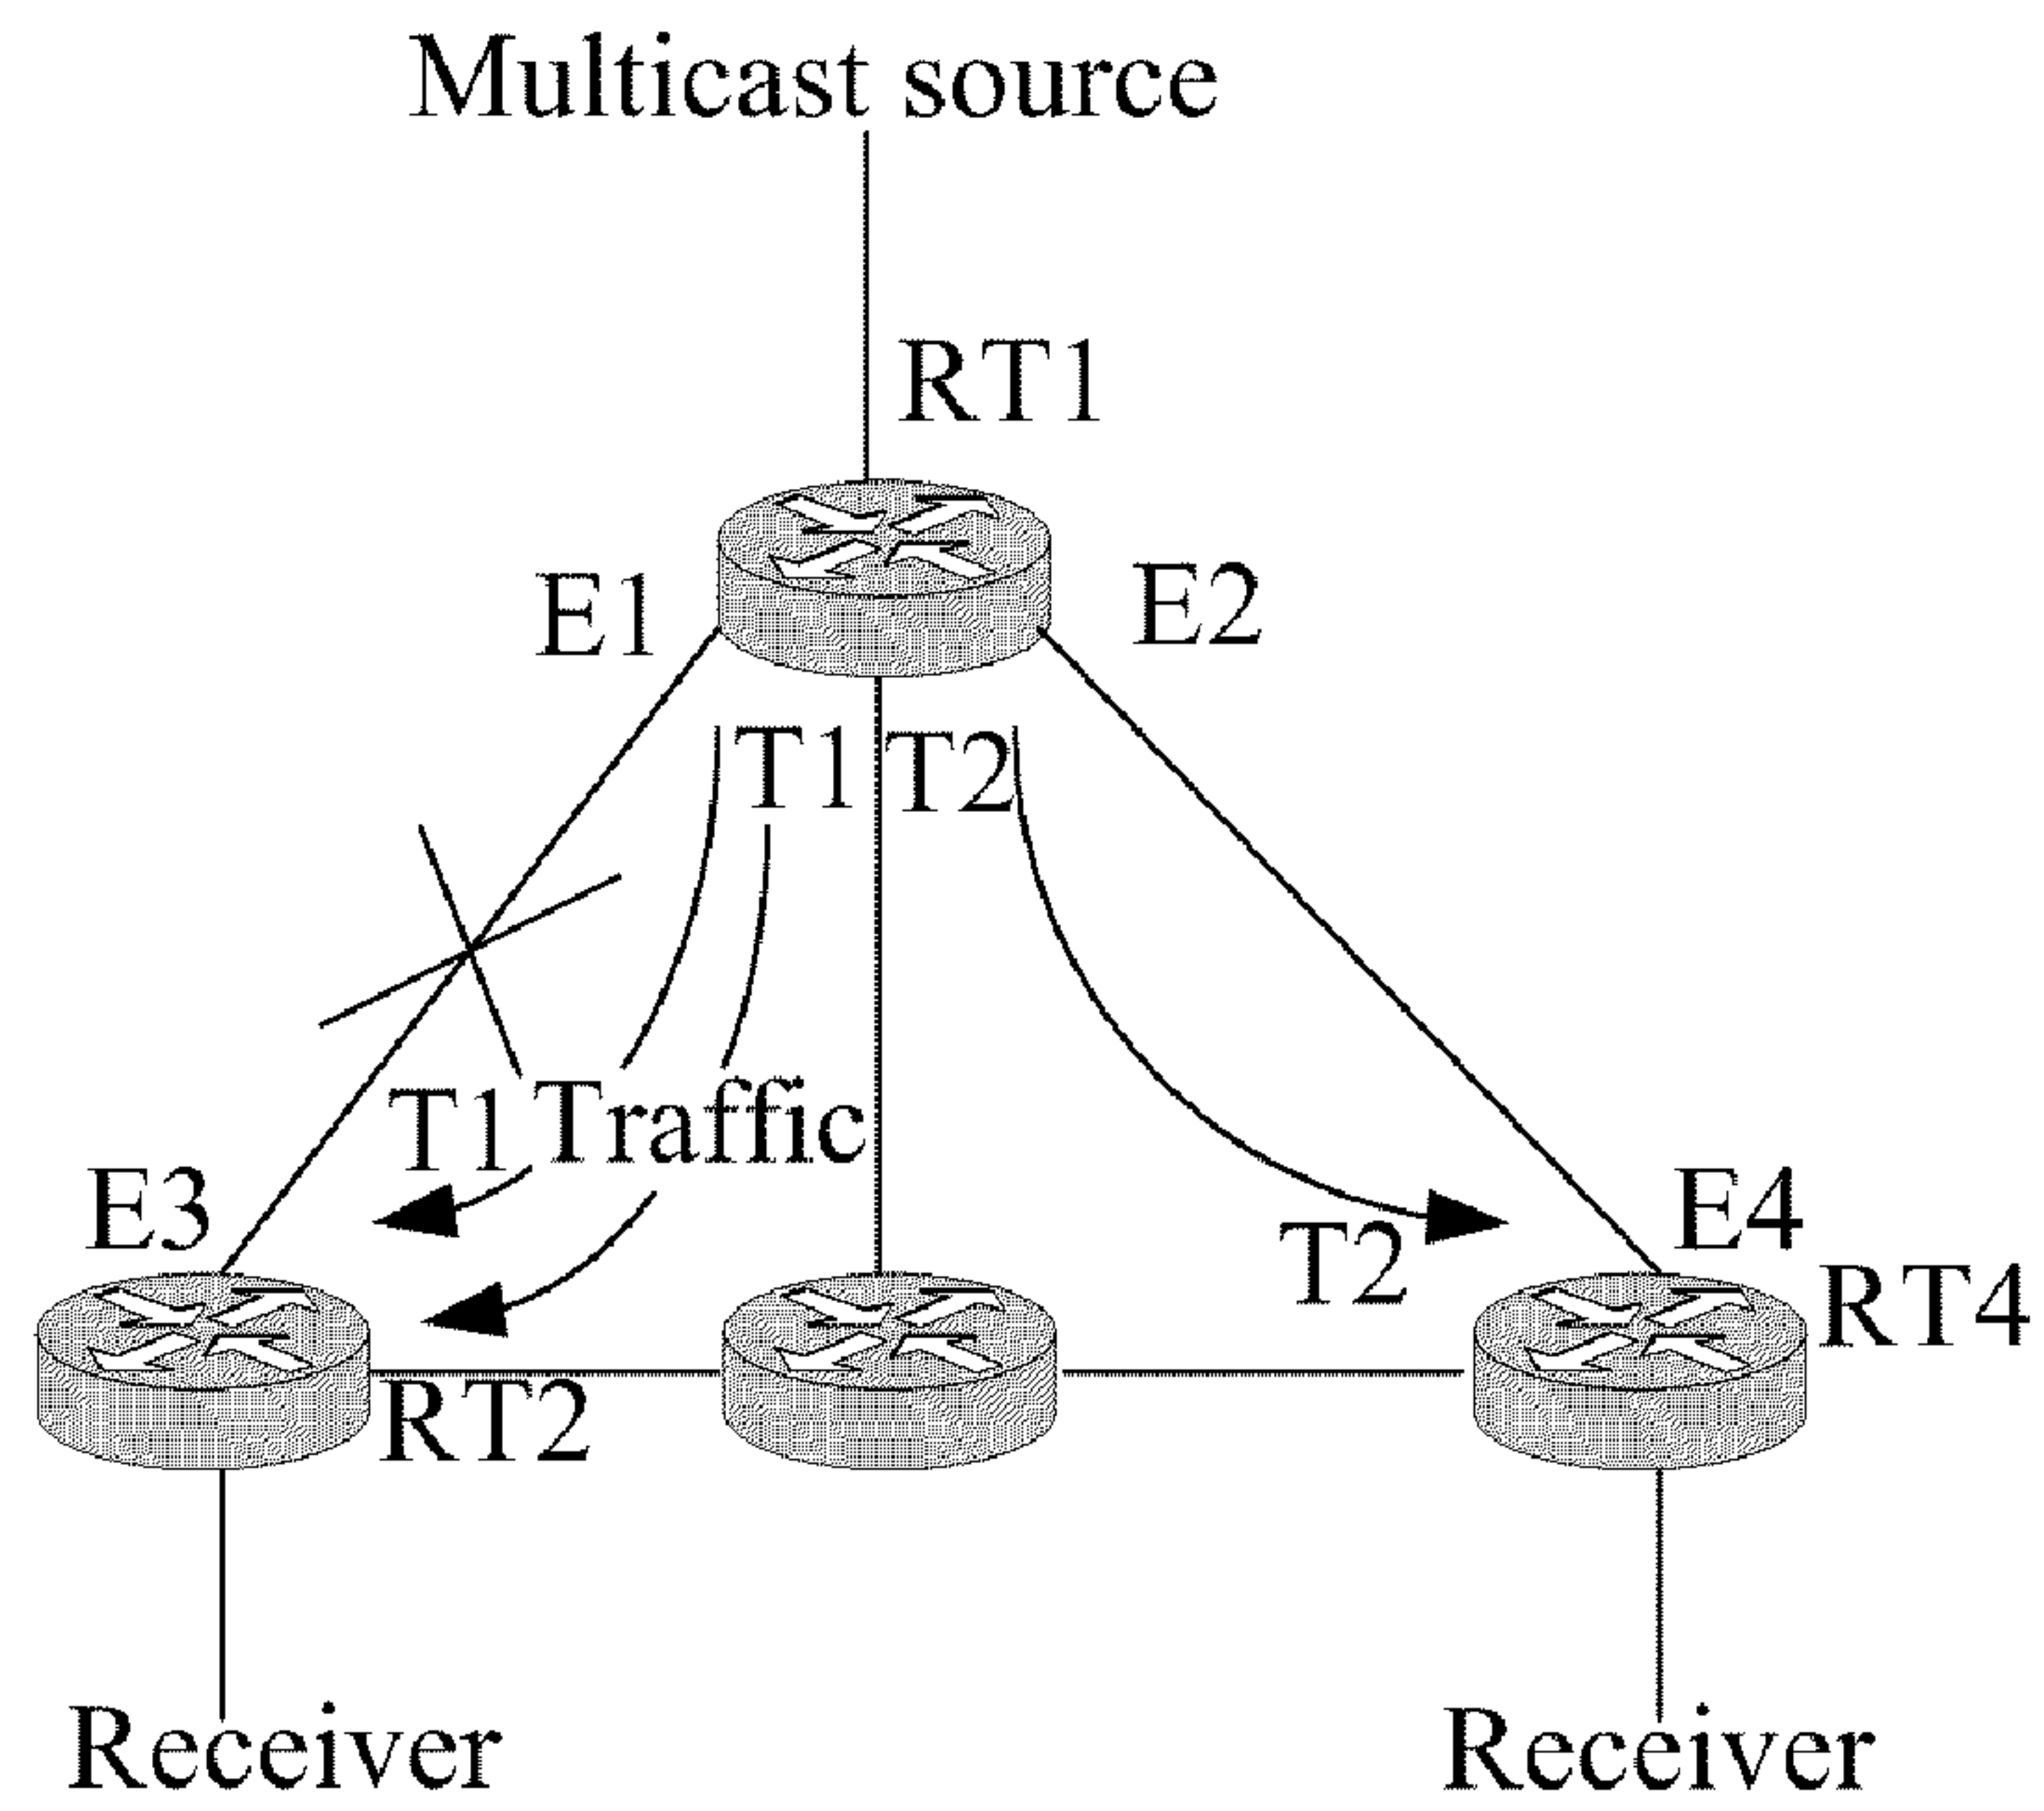 Multicast source
RT1
E1
E2
T1
T2
T1
Traffic
E3
E4
T2
RT4
RT2
Receiver
Receiver